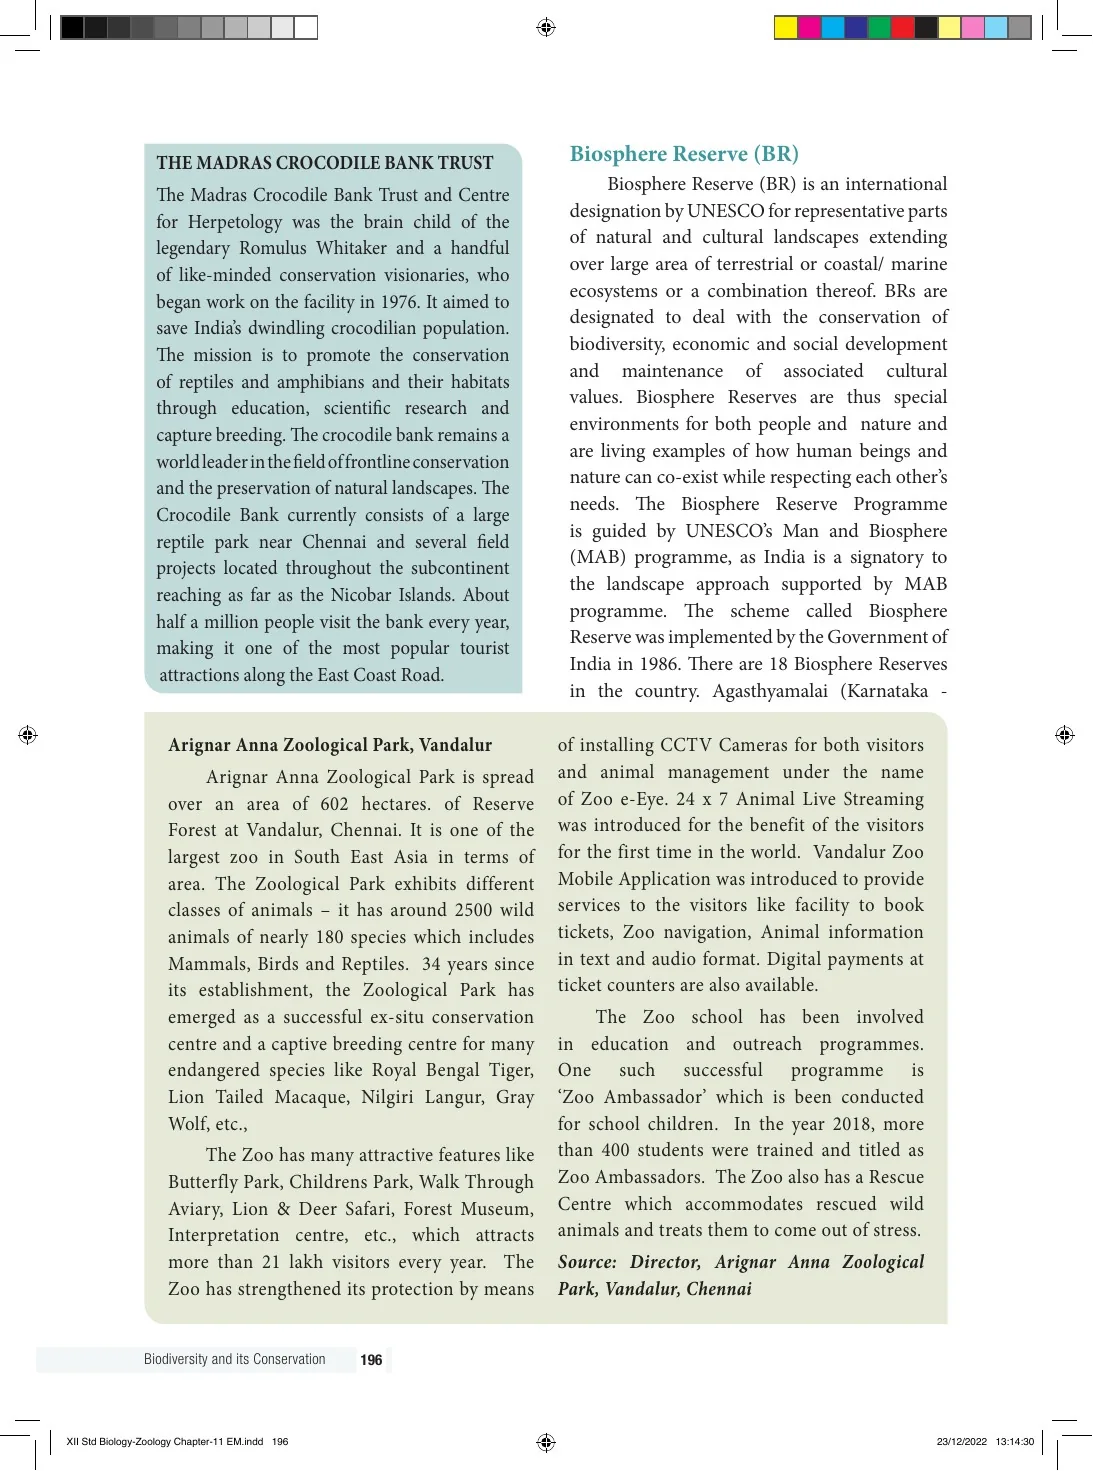 THE MADRAS CROCODILE BANK TRUST
The Madras Crocodile Bank Trust and Centre
for Herpetology was the brain child of the
legendary Romulus Whitaker and a handful
of like-minded conservation visionaries, who
began work on the facility in 1976. It aimed to
save India's dwindling crocodilian population.
The mission is to promote the conservation
of reptiles and amphibians and their habitats
through education, scientific research and
capture breeding. The crocodile bank remains a
world leader in the field of frontline conservation
and the preservation of natural landscapes. The
Crocodile Bank currently consists of a large
reptile park near Chennai and several field
projects located throughout the subcontinent
reaching as far as the Nicobar Islands. About
half a million people visit the bank every year,
making it one of the most popular tourist
attractions along the East Coast Road.
Biosphere Reserve (BR)
Biosphere Reserve (BR) is an international
designation by UNESCO for representative parts
of natural and cultural landscapes extending
over large area of terrestrial or coastal/ marine
ecosystems or a combination thereof. BRs are
designated to deal with the conservation of
biodiversity, economic and social development
and maintenance of associated cultural
values. Biosphere Reserves are thus special
environments for both people and nature and
are living examples of how human beings and
nature can co-exist while respecting each other's
needs. The Biosphere Reserve Programme
is guided by UNESCO's Man and Biosphere
(MAB) programme, as India is a signatory to
the landscape approach supported by MAB
programme. The scheme called Biosphere
Reserve was implemented by the Government of
India in 1986. There are 18 Biosphere Reserves
in the country. Agasthyamalai (Karnataka -
Arignar Anna Zoological Park, Vandalur
Arignar Anna Zoological Park is spread
over an area of 602 hectares. of Reserve
Forest at Vandalur, Chennai. It is one of the
largest zoo in South East Asia in terms of
area. The Zoological Park exhibits different
classes of animals – it has around 2500 wild
animals of nearly 180 species which includes
Mammals, Birds and Reptiles. 34 years since
its establishment, the Zoological Park has
emerged as a successful ex-situ conservation
centre and a captive breeding centre for many
endangered species like Royal Bengal Tiger,
Lion Tailed Macaque, Nilgiri Langur, Gray
Wolf, etc.,
The Zoo has many attractive features like
Butterfly Park, Childrens Park, Walk Through
Aviary, Lion & Deer Safari, Forest Museum,
Interpretation centre, etc., which attracts
more than 21 lakh visitors every year. The
Zoo has strengthened its protection by means
of installing CCTV Cameras for both visitors
and animal management under the name
of Zoo e-Eye. 24 x 7 Animal Live Streaming
was introduced for the benefit of the visitors
for the first time in the world. Vandalur Zoo
Mobile Application was introduced to provide
services to the visitors like facility to book
tickets, Zoo navigation, Animal information
in text and audio format. Digital payments at
ticket counters are also available.
The Zoo school has been involved
in education and outreach programmes.
One such successful programme is
‘Zoo Ambassador’ which is been conducted
for school children. In the year 2018, more
than 400 students were trained and titled as
Zoo Ambassadors. The Zoo also has a Rescue
Centre which accommodates rescued wild
animals and treats them to come out of stress.
Source: Director, Arignar Anna Zoological
Park, Vandalur, Chennai
Biodiversity and its Conservation 196
XII Std Biology-Zoology Chapter-11 EM.indd 196
23/12/2022 13:14:30